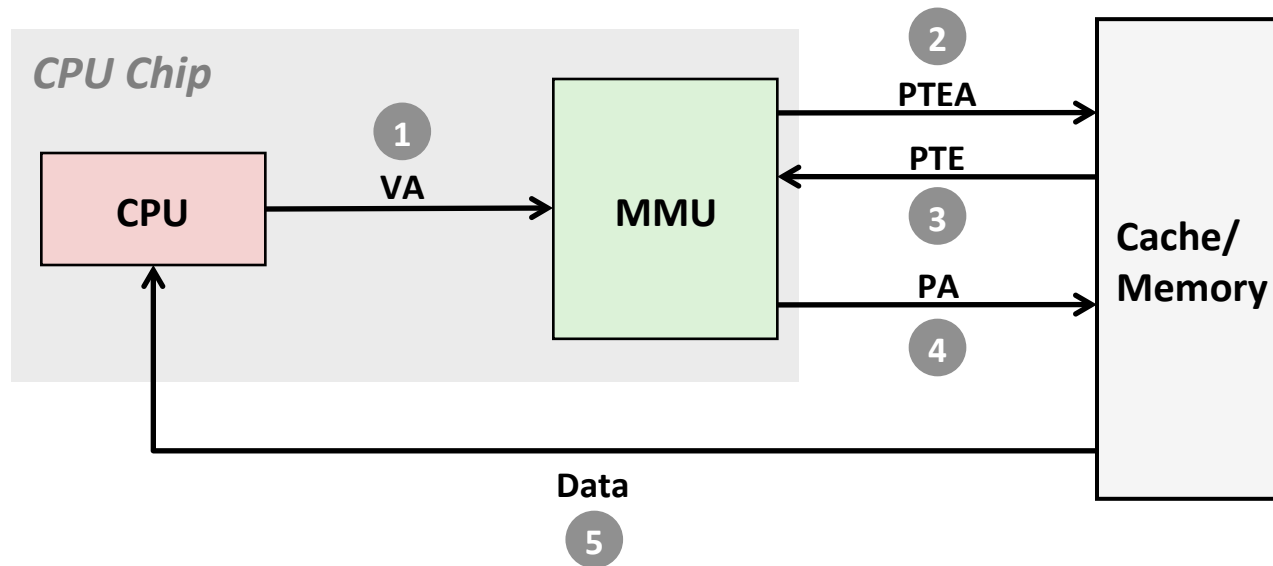 2
CPU Chip
PTEA
1
PTE
VA
CPU
MMU
3
Cache/
Memory
PA
4
Data
5